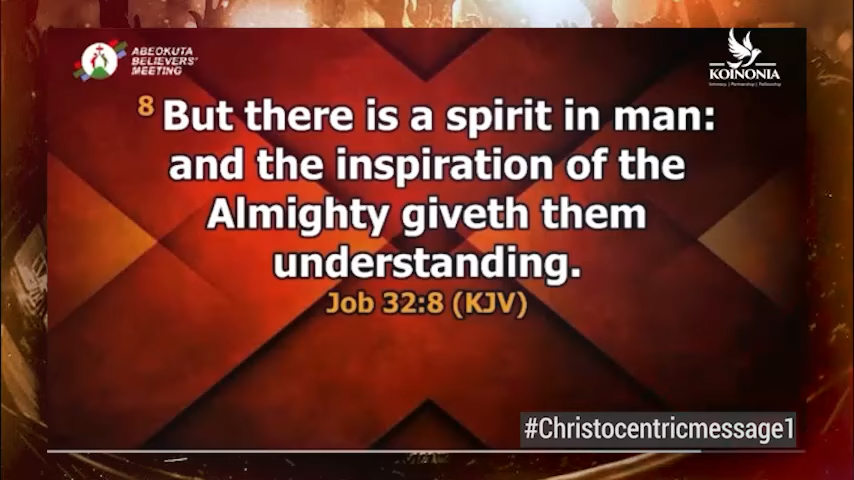 ABEOKUTA
BELIEVERS'
MEETING
KOINONIA
8 But there is a spirit in man:
and the inspiration of the
Almighty giveth them
understanding.
Job 32:8 (KJV)
#Christocentricmessage1